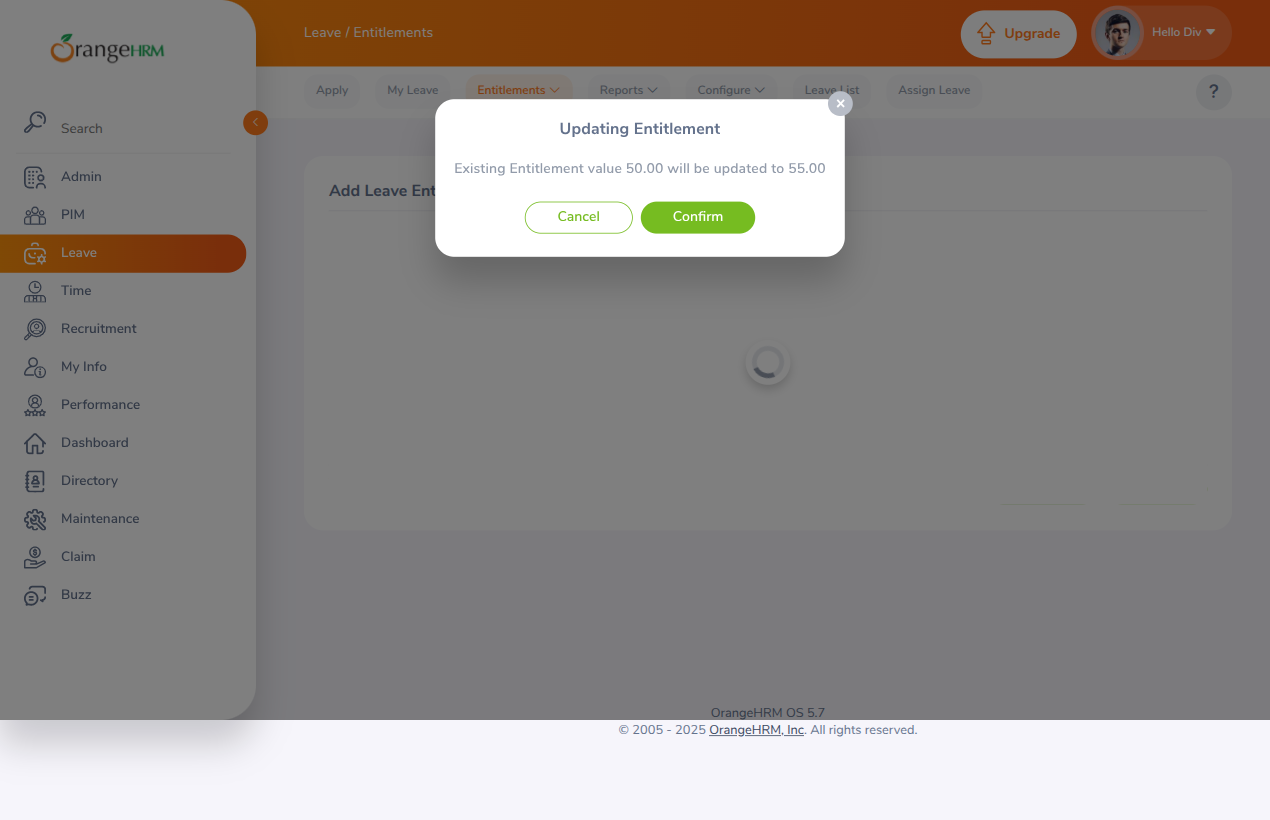 OrangeHRM
Leave / Entitlements
Upgrade
Hello Div
Apply
My Leave
Entitlements
Reports
Configure
Leave List
Assign Leave
?
Search
Admin
PIM
Leave
Time
Recruitment
My Info
Performance
Dashboard
Directory
Maintenance
Claim
Buzz
Add Leave Ent
Updating Entitlement
Existing Entitlement value 50.00 will be updated to 55.00
Cancel
Confirm
OrangeHRM OS 5.7
© 2005 - 2025 OrangeHRM, Inc. All rights reserved.